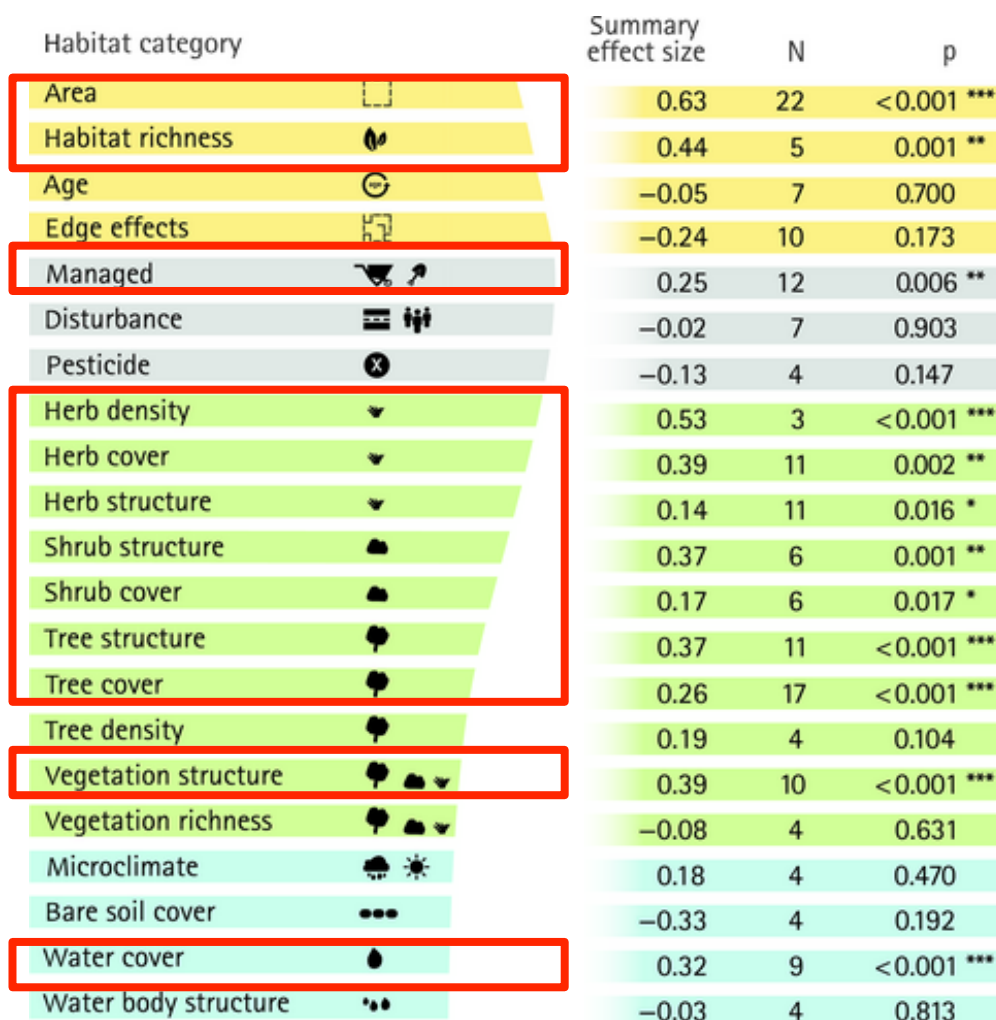 Habitat category Summary effect size N p
Area 0.63 22 <0.001 ***
Habitat richness 0.44 5 0.001 **
Age −0.05 7 0.700
Edge effects −0.24 10 0.173
Managed 0.25 12 0.006 **
Disturbance −0.02 7 0.903
Pesticide X −0.13 4 0.147
Herb density 0.53 3 <0.001 ***
Herb cover 0.39 11 0.002 **
Herb structure 0.14 11 0.016 *
Shrub structure 0.37 6 0.001 **
Shrub cover 0.17 6 0.017 *
Tree structure 0.37 11 <0.001 ***
Tree cover 0.26 17 <0.001 ***
Tree density 0.19 4 0.104
Vegetation structure 0.39 10 <0.001 ***
Vegetation richness −0.08 4 0.631
Microclimate 0.18 4 0.470
Bare soil cover −0.33 4 0.192
Water cover 0.32 9 <0.001 ***
Water body structure −0.03 4 0.813